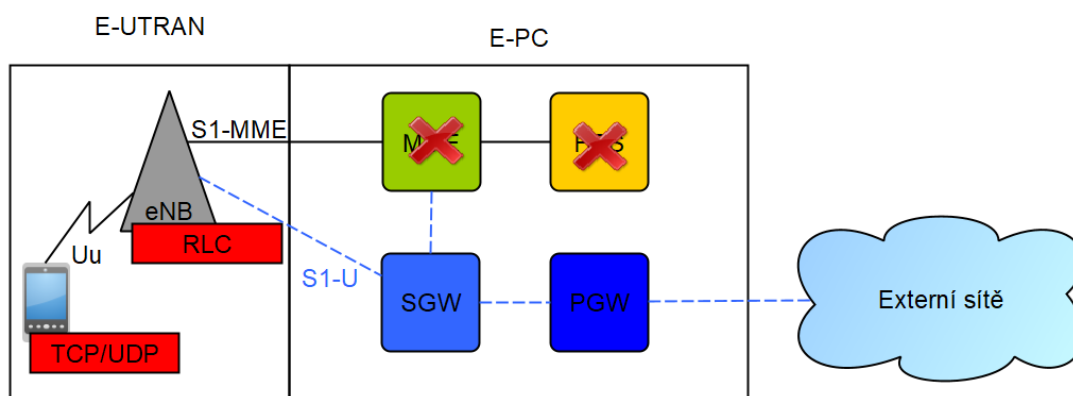 E-UTRAN
E-PC
S1-MME
eNB
RLC
Uu
S1-U
SGW
PGW
Externí sítě
TCP/UDP